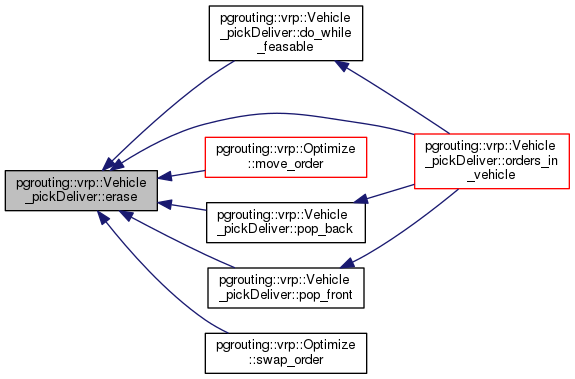 pgrouting::vrp::Vehicle
_pickDeliver::do_while
_feasable
pgrouting::vrp::Vehicle
_pickDeliver::orders_in
_vehicle
pgrouting::vrp::Optimize
::move_order
pgrouting::vrp::Vehicle
_pickDeliver::erase
pgrouting::vrp::Vehicle
_pickDeliver::pop_back
pgrouting::vrp::Vehicle
_pickDeliver::pop_front
pgrouting::vrp::Optimize
::swap_order